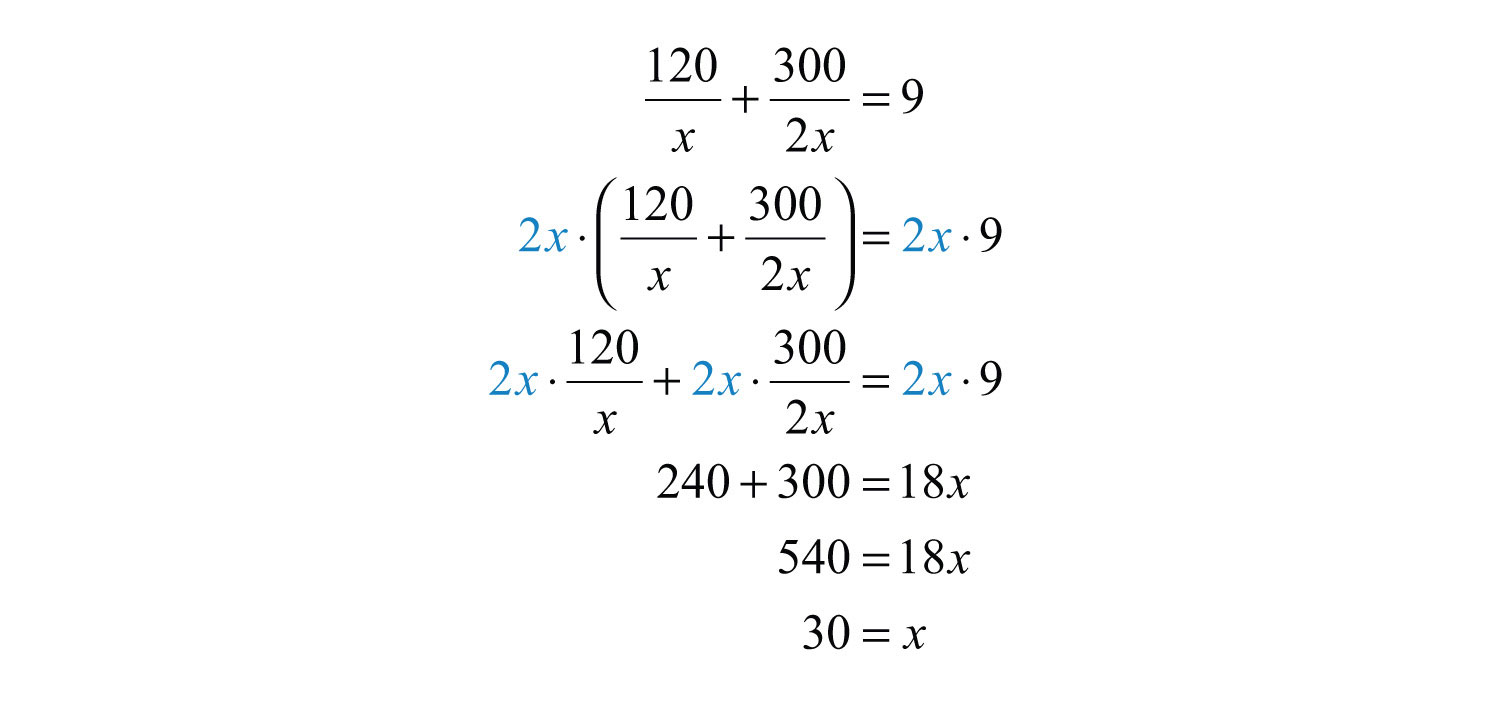 120/x + 300/2x = 9
2x · (120/x + 300/2x) = 2x · 9
2x · 120/x + 2x · 300/2x = 2x · 9
240 + 300 = 18x
540 = 18x
30 = x